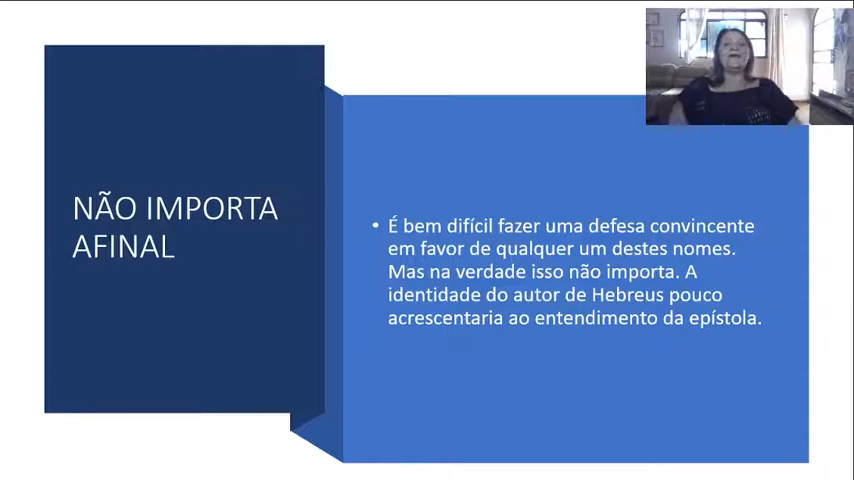 NÃO IMPORTA
AFINAL
• É bem difícil fazer uma defesa convincente
em favor de qualquer um destes nomes.
Mas na verdade isso não importa. A
identidade do autor de Hebreus pouco
acrescentaria ao entendimento da epístola.